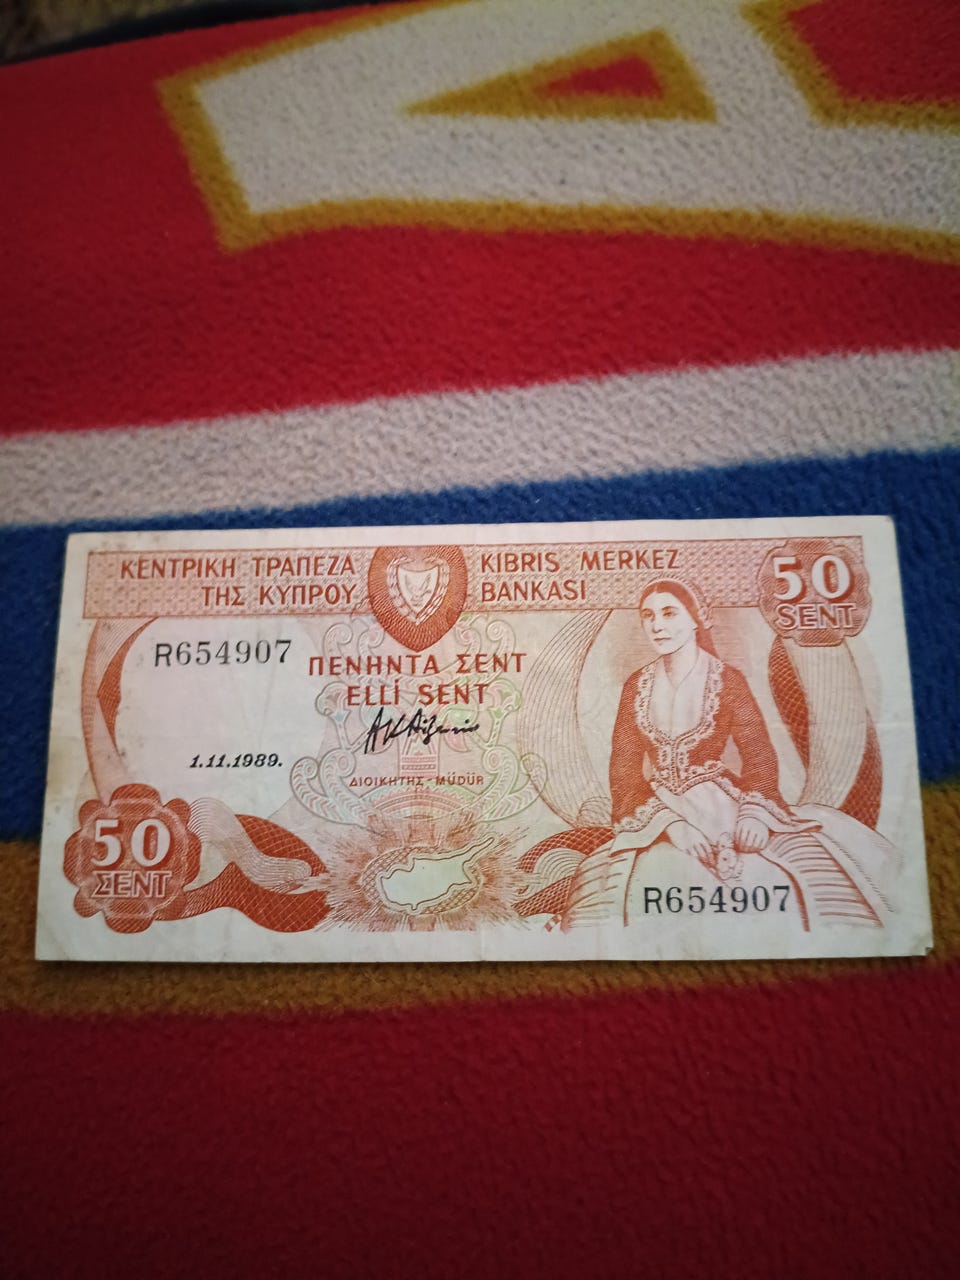 ΚΕΝΤΡΙΚΗ ΤΡΑΠΕΖΑ
ΤΗΣ ΚΥΠΡΟΥ
KIBRIS MERKEZ
BANKASI
50
SENT
R654907
ΠΕΝΗΝΤΑ ΣΕΝΤ
ELLİ SENT
1.11.1989.
ΔΙΟΙΚΗΤΗΣ - MÜDÜR
50
ΣΕΝΤ
R654907